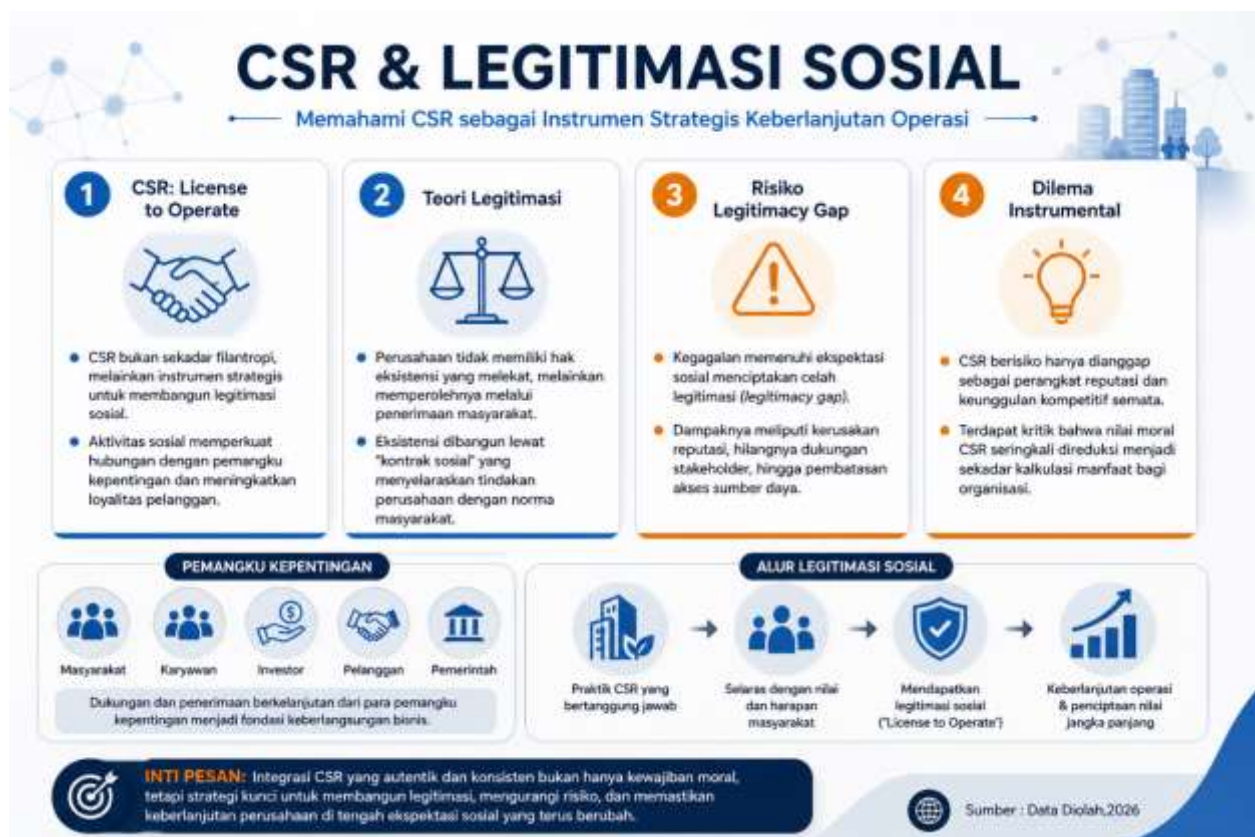 CSR & LEGITIMASI SOSIAL
Memahami CSR sebagai Instrumen Strategis Keberlanjutan Operasi
1
CSR: License
to Operate
CSR bukan sekadar filantropi,
melainkan instrumen strategis
untuk membangun legitimasi
sosial.
Aktivitas sosial memperkuat
hubungan dengan pemangku
kepentingan dan meningkatkan
loyalitas pelanggan.
2
Teori Legitimasi
Perusahaan tidak memiliki hak
eksistensi yang melekat, melainkan
memperolehnya melalui
penerimaan masyarakat.
Eksistensi dibangun lewat
"kontrak sosial" yang
menyelaraskan tindakan
perusahaan dengan norma
masyarakat.
3
Risiko
Legitimacy Gap
Kegagalan memenuhi ekspektasi
sosial menciptakan celah
legitimasi (legitimacy gap).
Dampaknya meliputi kerusakan
reputasi, hilangnya dukungan
stakeholder, hingga pembatasan
akses sumber daya.
4
Dilema
Instrumental
CSR berisiko hanya dianggap
sebagai perangkat reputasi dan
keunggulan kompetitif semata.
Terdapat kritik bahwa nilai moral
CSR seringkali direduksi menjadi
sekadar kalkulasi manfaat bagi
organisasi.
PEMANGKU KEPENTINGAN
Masyarakat
Karyawan
Investor
Pelanggan
Pemerintah
Dukungan dan penerimaan berkelanjutan dari para pemangku
kepentingan menjadi fondasi keberlangsungan bisnis.
ALUR LEGITIMASI SOSIAL
Praktik CSR yang
bertanggung jawab
Selaras dengan nilai
dan harapan
masyarakat
Mendapatkan
legitimasi sosial
("License to Operate")
Keberlanjutan operasi
& penciptaan nilai
jangka panjang
INTI PESAN: Integrasi CSR yang autentik dan konsisten bukan hanya kewajiban moral,
tetapi strategi kunci untuk membangun legitimasi, mengurangi risiko, dan memastikan
keberlanjutan perusahaan di tengah ekspektasi sosial yang terus berubah.
Sumber : Data Diolah,2026